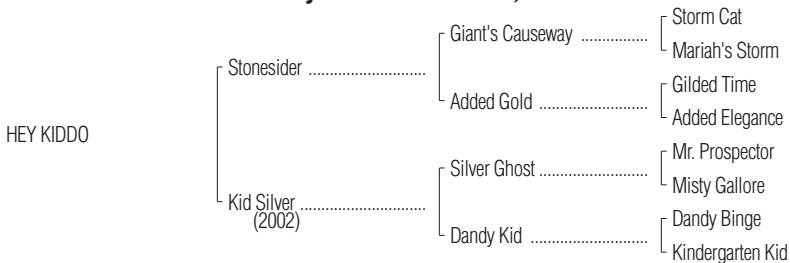 Storm Cat
Giant's Causeway ................
Mariah's Storm
Stonesider ............................
Gilded Time
Added Gold ..........................
Added Elegance
HEY KIDDO
Mr. Prospector
Silver Ghost ..........................
Misty Gallore
Kid Silver ..............................
(2002)
Dandy Binge
Dandy Kid ............................
Kindergarten Kid